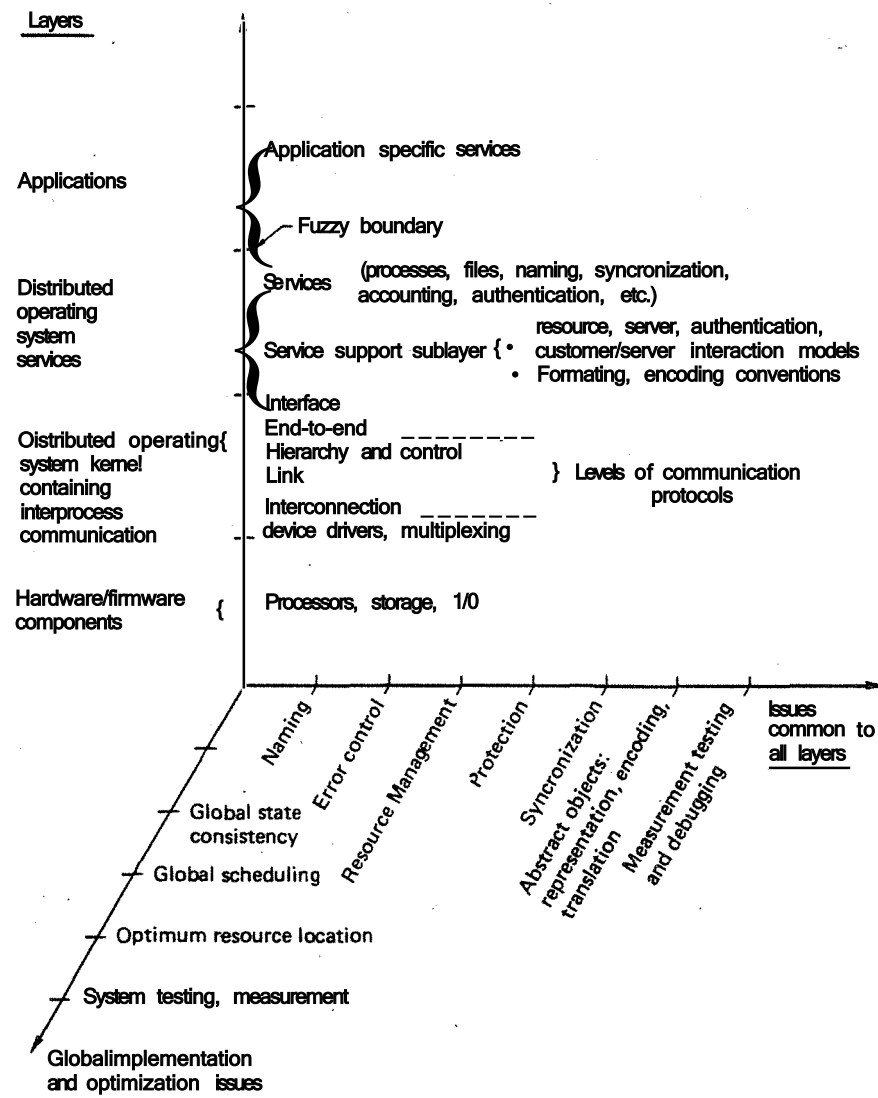 Layers
Applications
Application specific services
Fuzzy boundary
Distributed
operating
system
services
Services (processes, files, naming, syncronization,
accounting, authentication, etc.)
Service support sublayer { • resource, server, authentication,
customer/server interaction models
• Formating, encoding conventions
Interface
Oistributed operating{
system kernel
containing
interprocess
communication
End-to-end
Hierarchy and control
Link
Interconnection
device drivers, multiplexing
} Levels of communication
protocols
Hardware/firmware
components
{ Processors, storage, 1/0
Naming
Error control
Resource Management
Protection
Syncronization
Abstract objects:
representation, encoding,
translation
Measurement testing
and debugging
Issues
common to
all layers
Global state
consistency
Global scheduling
Optimum resource location
System testing, measurement
Globalimplementation
and optimization issues